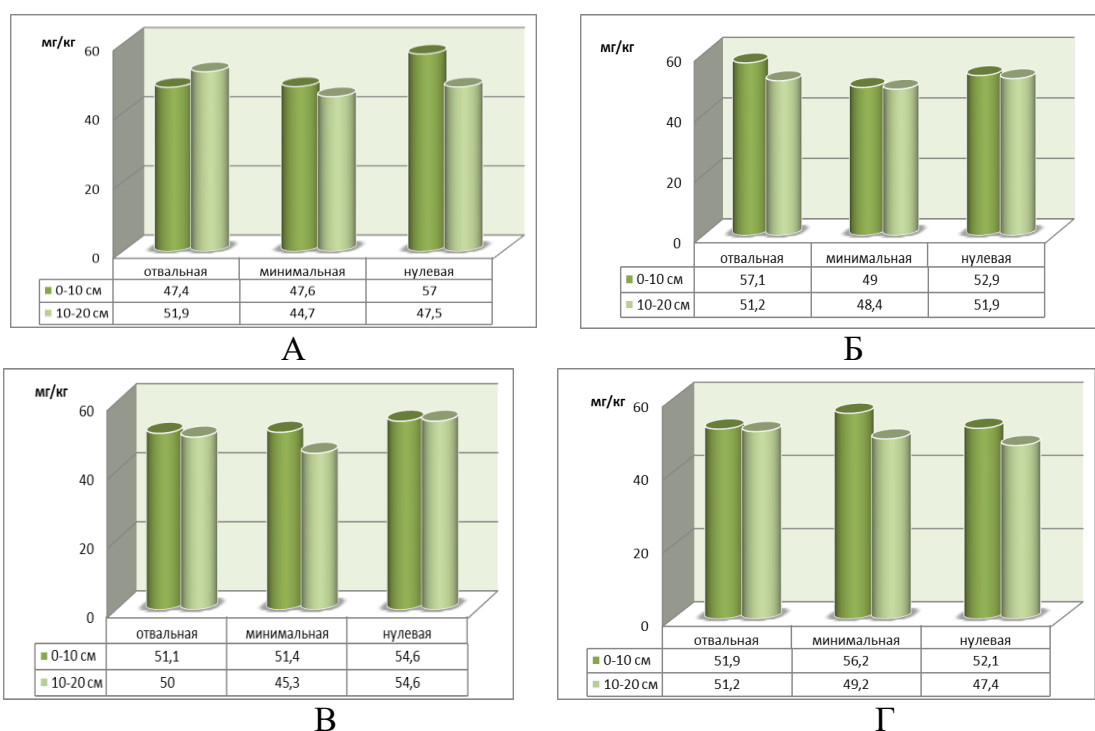 мг/кг
60
40
20
0
отвальная минимальная нулевая
0-10 см 47,4 47,6 57
10-20 см 51,9 44,7 47,5
А
мг/кг
60
40
20
0
отвальная минимальная нулевая
0-10 см 57,1 49 52,9
10-20 см 51,2 48,4 51,9
Б
мг/кг
60
40
20
0
отвальная минимальная нулевая
0-10 см 51,1 51,4 54,6
10-20 см 50 45,3 54,6
В
мг/кг
60
40
20
0
отвальная минимальная нулевая
0-10 см 51,9 56,2 52,1
10-20 см 51,2 49,2 47,4
Г